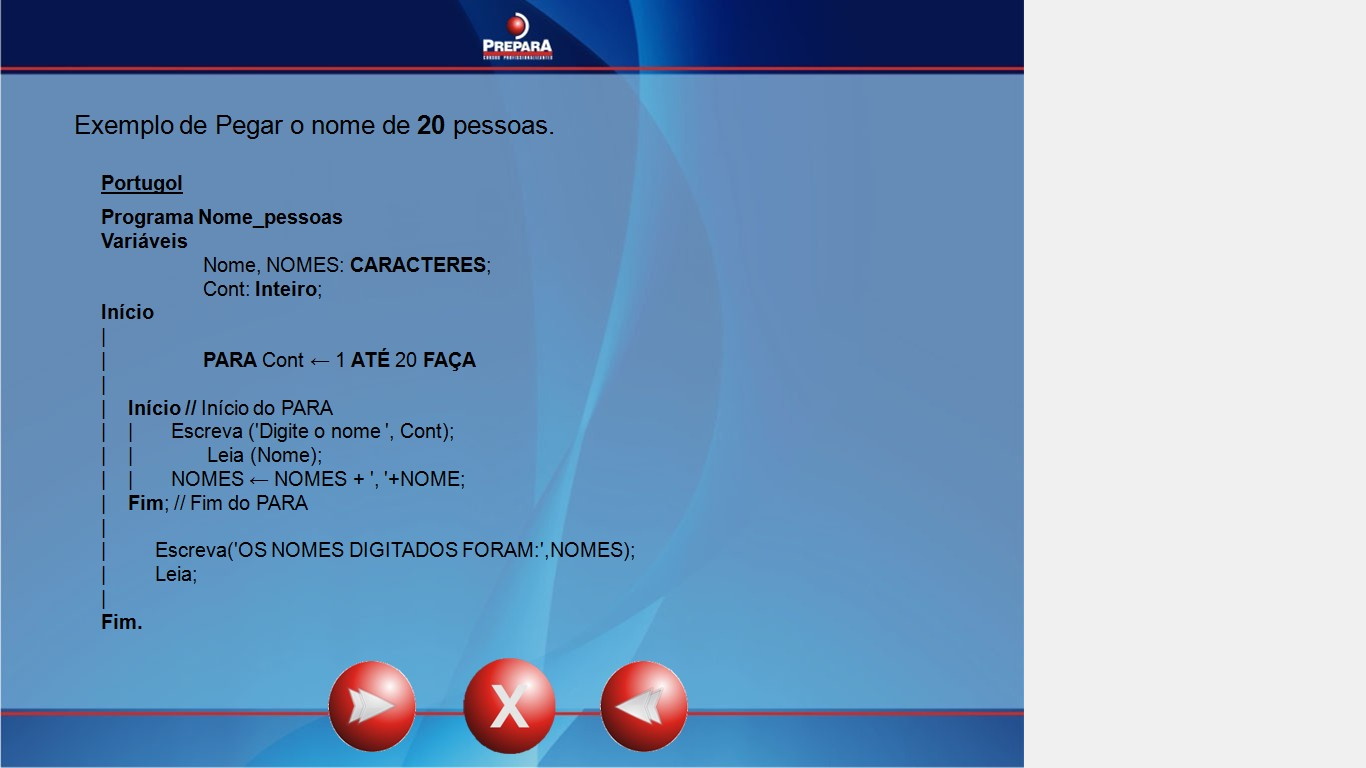 PREPARA
CURSOS PROFISSIONALIZANTES
Exemplo de Pegar o nome de 20 pessoas.
Portugol
Programa Nome_pessoas
Variáveis
Nome, NOMES: CARACTERES;
Cont: Inteiro;
Início
|
| PARA Cont ← 1 ATÉ 20 FAÇA
|
| Início // Início do PARA
| | Escreva ('Digite o nome ', Cont);
| | Leia (Nome);
| | NOMES ← NOMES + ', '+NOME;
| Fim; // Fim do PARA
|
| Escreva('OS NOMES DIGITADOS FORAM:',NOMES);
| Leia;
|
Fim.
X